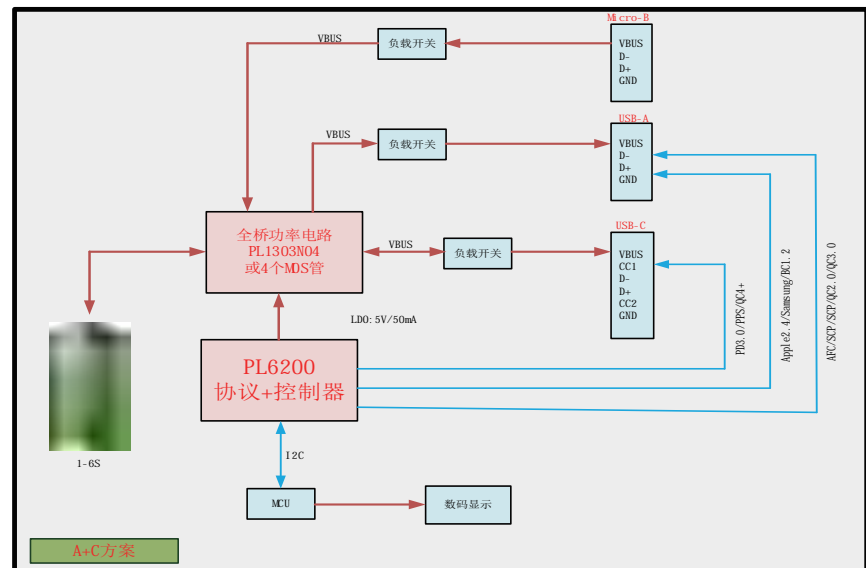 Micro-B
VBUS
负载开关
VBUS
D-
D+
GND
USB-A
VBUS
负载开关
VBUS
D-
D+
GND
USB-C
全桥功率电路
PL1303N04
或4个MOS管
VBUS
负载开关
VBUS
CC1
D-
D+
CC2
GND
LDO:5V/50mA
PL6200
协议+控制器
PD3.0/PPS/QC4+
Apple2.4/Samsung/BC1.2
AFC/SCP/SCP/QC2.0/QC3.0
1-6S
I2C
MCU
数码显示
A+C方案